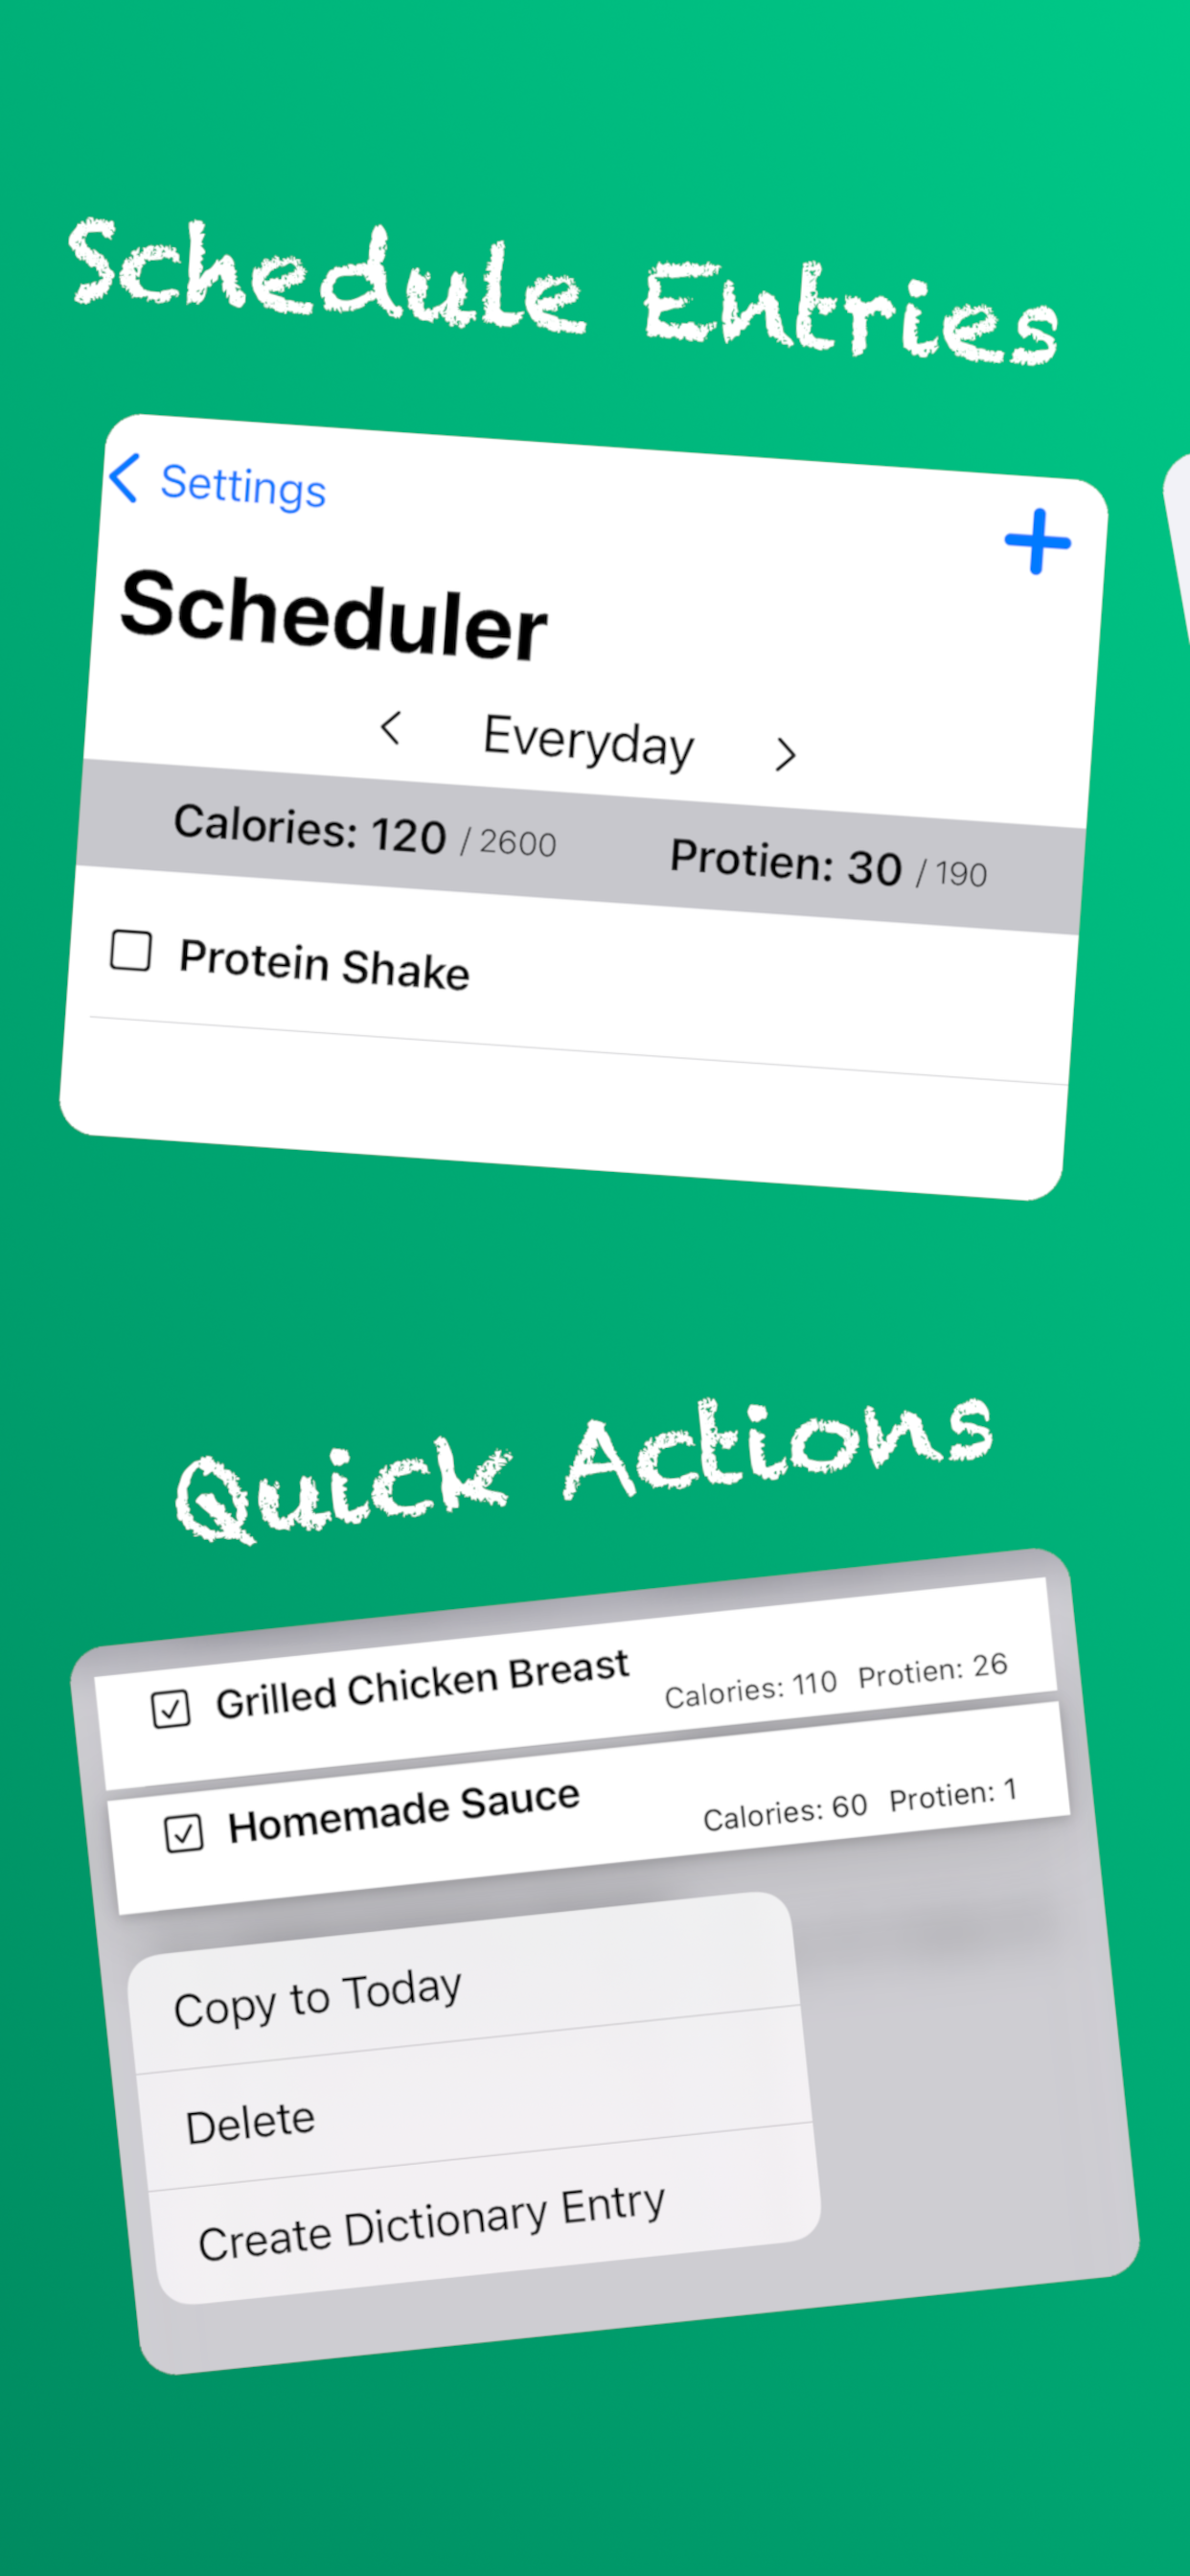 Schedule Entries
Settings
Scheduler
Everyday
Calories: 120 / 2600 Protien: 30 / 190
Protein Shake
Quick Actions
Grilled Chicken Breast
Calories: 110 Protien: 26
Homemade Sauce
Calories: 60 Protien: 1
Copy to Today
Delete
Create Dictionary Entry